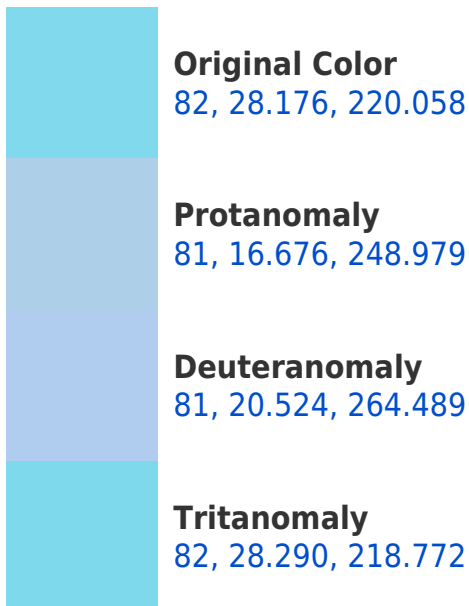 Original Color
82, 28.176, 220.058
Protanomaly
81, 16.676, 248.979
Deuteranomaly
81, 20.524, 264.489
Tritanomaly
82, 28.290, 218.772